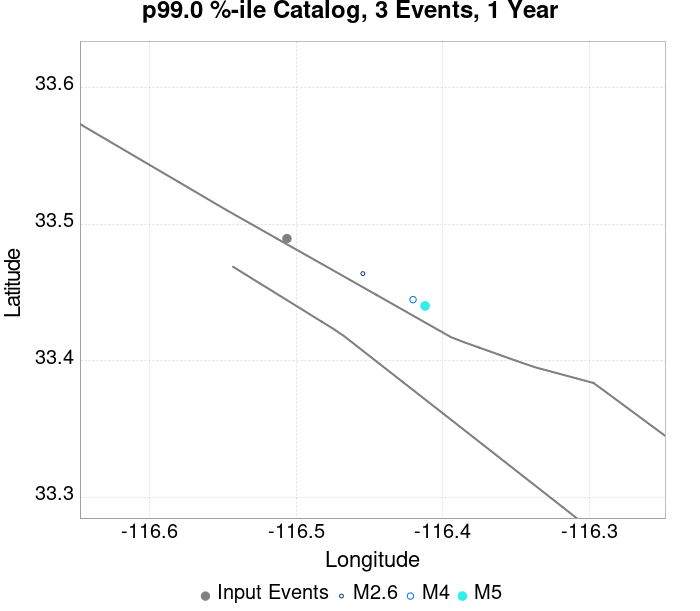 p99.0 %-ile Catalog, 3 Events, 1 Year
33.6
33.5
33.4
33.3
Latitude
-116.6 -116.5 -116.4 -116.3
Longitude
Input Events M2.6 M4 M5